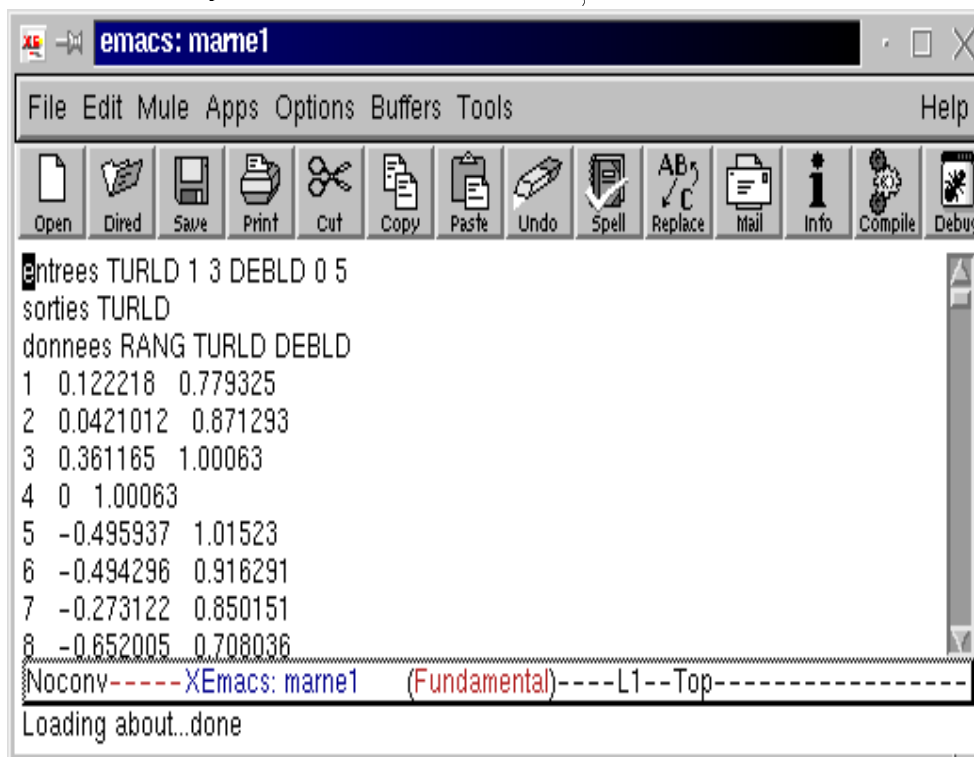 emacs: marne1
File Edit Mule Apps Options Buffers Tools Help
Open Dired Save Print Cut Copy Paste Undo Spell Replace Mail Info Compile Debug
entrees TURLD 1 3 DEBLD 0 5
sorties TURLD
donnees RANG TURLD DEBLD
1 0.122218 0.779325
2 0.0421012 0.871293
3 0.361165 1.00063
4 0 1.00063
5 -0.495937 1.01523
6 -0.494296 0.916291
7 -0.273122 0.850151
8 -0.652005 0.708036
Noconv-----XEmacs: marne1 (Fundamental)----L1--Top------------------
Loading about...done